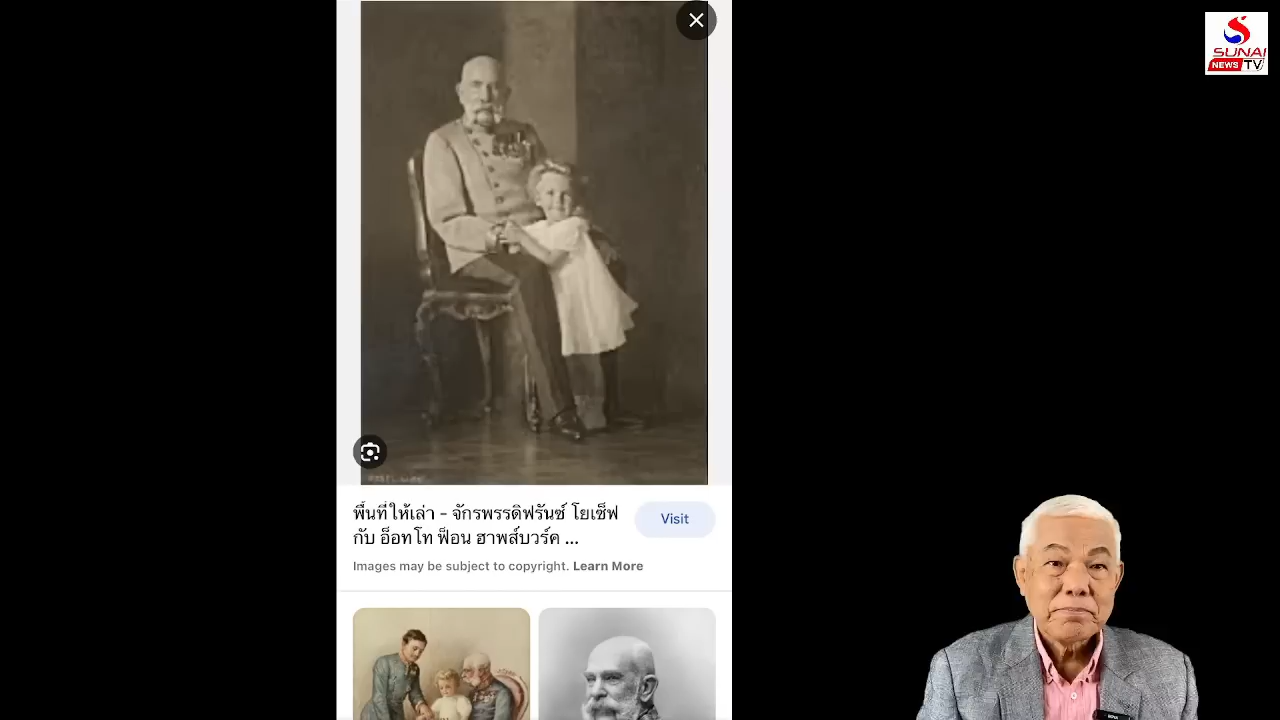 SUNAI
NEWS TV
พื้นที่ให้เล่า - จักรพรรดิฟรันซ์ โยเซ็ฟ
กับ อ็อทโท ฟ็อน ฮาพส์บวร์ค ...
Visit
Images may be subject to copyright. Learn More